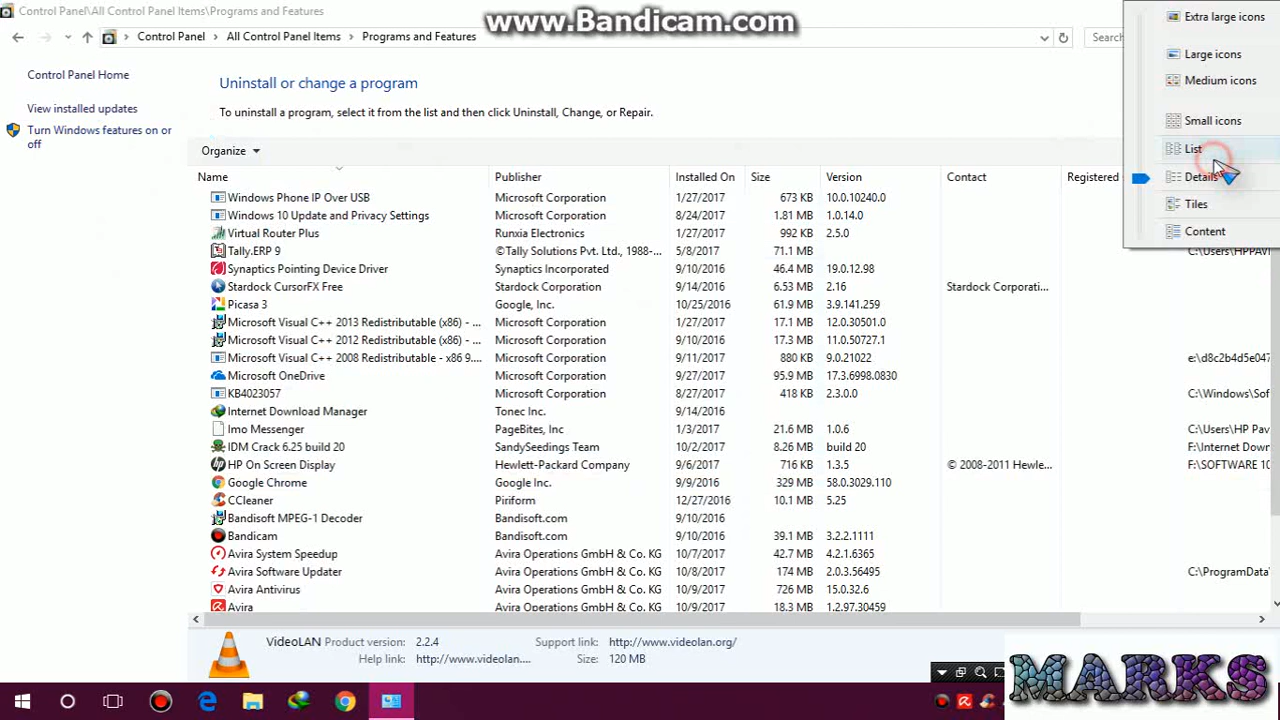 Control Panel\All Control Panel Items\Programs and Features
www.Bandicam.com
Control Panel > All Control Panel Items > Programs and Features
Search
Extra large icons
Large icons
Medium icons
Small icons
List
Details
Tiles
Content
Control Panel Home
View installed updates
Turn Windows features on or off
Uninstall or change a program
To uninstall a program, select it from the list and then click Uninstall, Change, or Repair.
Organize
Name Publisher Installed On Size Version Contact Registered
Windows Phone IP Over USB Microsoft Corporation 1/27/2017 673 KB 10.0.10240.0
Windows 10 Update and Privacy Settings Microsoft Corporation 8/24/2017 1.81 MB 1.0.14.0
Virtual Router Plus Runxia Electronics 992 KB 2.5.0
Tally.ERP 9 ©Tally Solutions Pvt. Ltd., 1988-... 5/8/2017 71.1 MB C:\Users\HPPAVI
Synaptics Pointing Device Driver Synaptics Incorporated 9/10/2016 46.4 MB 19.0.12.98
Stardock CursorFX Free Stardock Corporation 9/10/2016 6.53 MB 2.16 Stardock Corporati...
Picasa 3 Google, Inc. 10/25/2016 61.9 MB 3.9.141.259
Microsoft Visual C++ 2013 Redistributable (x86) - ... Microsoft Corporation 1/27/2017 17.1 MB 12.0.30501.0
Microsoft Visual C++ 2012 Redistributable (x86) - ... Microsoft Corporation 9/10/2016 17.3 MB 11.0.50727.1
Microsoft Visual C++ 2008 Redistributable - x86 9.... Microsoft Corporation 9/11/2017 880 KB 9.0.21022 e:\d8c2b4d5e047
Microsoft OneDrive Microsoft Corporation 9/27/2017 95.9 MB 17.3.6998.0830
KB4023057 Microsoft Corporation 8/27/2017 418 KB 2.3.0.0 C:\Windows\Sof
Internet Download Manager Tonec Inc. 9/14/2016
Imo Messenger PageBites, Inc 1/3/2017 21.6 MB 1.0.6 C:\Users\HP Pav
IDM Crack 6.25 build 20 SandySeedings Team 10/2/2017 8.26 MB build 20 F:\Internet Down
HP On Screen Display Hewlett-Packard Company 9/6/2017 716 KB 1.3.5 © 2008-2011 Hewle... F:\SOFTWARE 10
Google Chrome Google Inc. 9/6/2017 329 MB 58.0.3029.110
CCleaner Piriform 12/27/2016 10.1 MB 5.25
Bandisoft MPEG-1 Decoder Bandisoft.com 9/10/2016
Bandicam Bandisoft.com 9/10/2016 39.1 MB 3.2.2.1111
Avira System Speedup Avira Operations GmbH & Co. KG 10/7/2017 42.7 MB 4.2.1.6365
Avira Software Updater Avira Operations GmbH & Co. KG 10/8/2017 174 MB 2.0.3.56495 C:\ProgramData\
Avira Antivirus Avira Operations GmbH & Co. KG 10/9/2017 726 MB 15.0.32.6
Avira Avira Operations GmbH & Co. KG 10/9/2017 18.3 MB 1.2.97.30459
VideoLAN Product version: 2.2.4 Support link: http://www.videolan.org/
Help link: http://www.videolan.... Size: 120 MB
MARKS